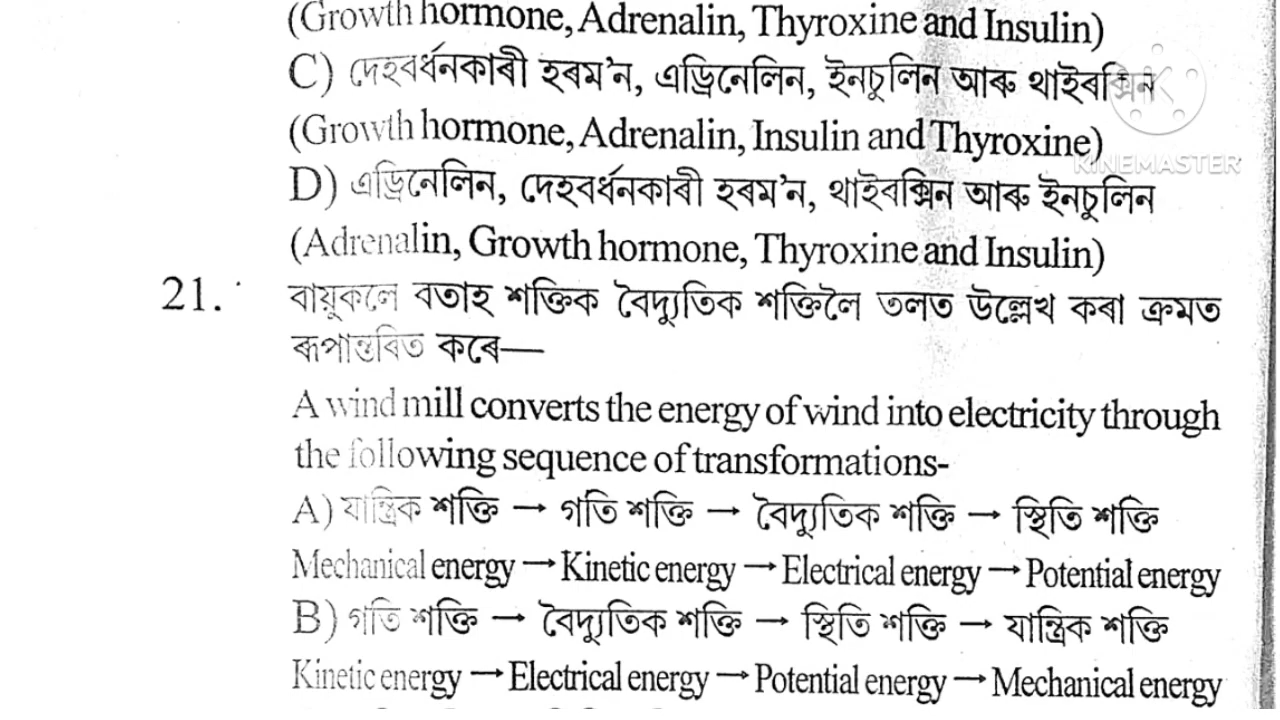 (Growth hormone, Adrenalin, Thyroxine and Insulin)
C) দেহবৰ্ধনকাৰী হৰম'ন, এড্ৰিনেলিন, ইনচুলিন আৰু থাইৰক্সিন
(Growth hormone, Adrenalin, Insulin and Thyroxine)
KINEMASTER
D) এড্ৰিনেলিন, দেহবৰ্ধনকাৰী হৰম'ন, থাইৰক্সিন আৰু ইনচুলিন
(Adrenalin, Growth hormone, Thyroxine and Insulin)
21. বায়ুকলে বতাহ শক্তিক বৈদ্যুতিক শক্তিলৈ তলত উল্লেখ কৰা ক্ৰমত
ৰূপান্তৰিত কৰে—
A wind mill converts the energy of wind into electricity through
the following sequence of transformations-
A) যান্ত্ৰিক শক্তি → গতি শক্তি → বৈদ্যুতিক শক্তি → স্থিতি শক্তি
Mechanical energy → Kinetic energy → Electrical energy → Potential energy
B) গতি শক্তি → বৈদ্যুতিক শক্তি → স্থিতি শক্তি → যান্ত্ৰিক শক্তি
Kinetic energy → Electrical energy → Potential energy → Mechanical energy